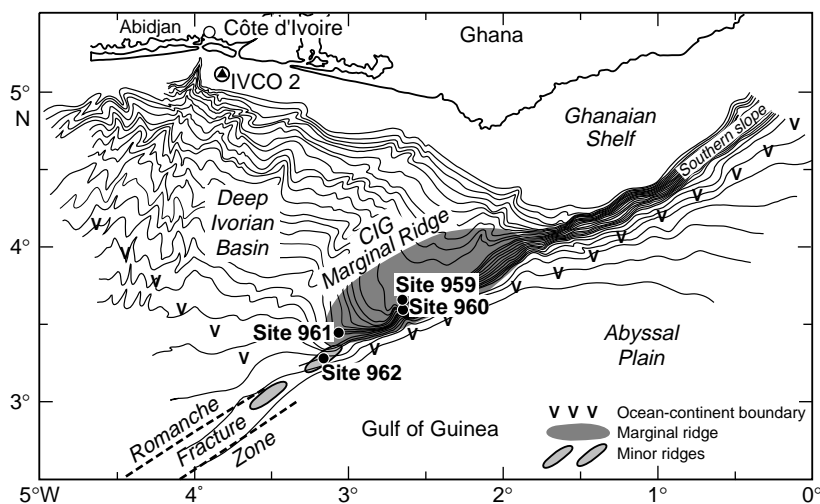 Abidjan
Côte d'Ivoire
Ghana
IVCO 2
5°
N
Ghanaian
Shelf
Southern slope
V
Deep
Ivorian
Basin
CIG
Marginal Ridge
4°
Site 959
Site 960
Site 961
Site 962
Abyssal
Plain
3°
Romanche
Fracture
Zone
Gulf of Guinea
V V V Ocean-continent boundary
Marginal ridge
Minor ridges
5°W 4° 3° 2° 1° 0°